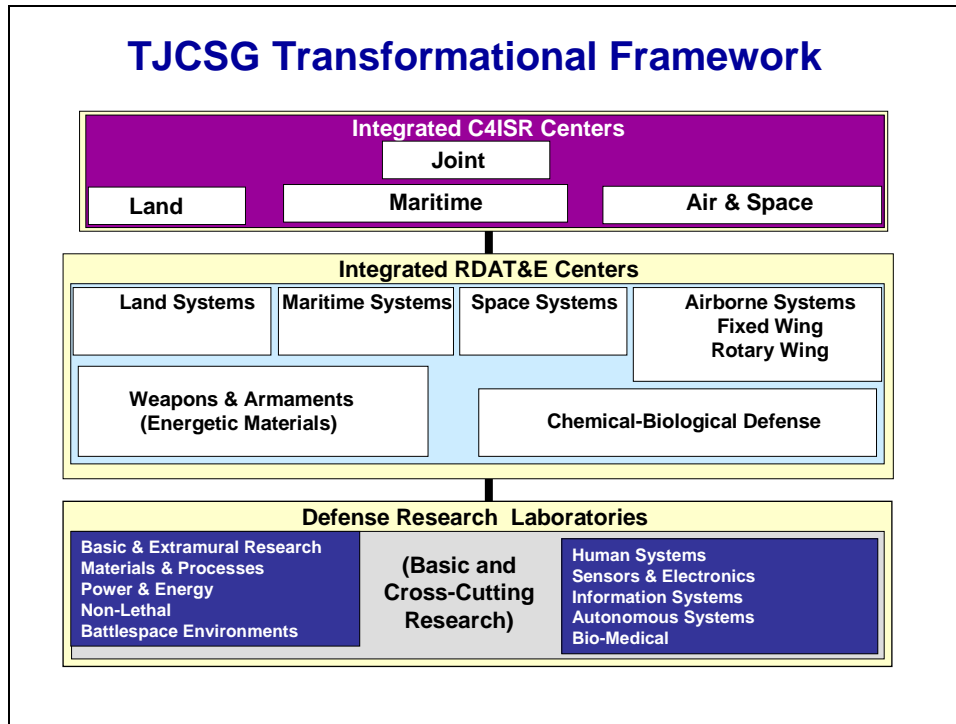 TJCSG Transformational Framework
Integrated C4ISR Centers
Joint
Land
Maritime
Air & Space
Integrated RDAT&E Centers
Land Systems
Maritime Systems
Space Systems
Airborne Systems
Fixed Wing
Rotary Wing
Weapons & Armaments
(Energetic Materials)
Chemical-Biological Defense
Defense Research Laboratories
Basic & Extramural Research
Materials & Processes
Power & Energy
Non-Lethal
Battlespace Environments
(Basic and
Cross-Cutting
Research)
Human Systems
Sensors & Electronics
Information Systems
Autonomous Systems
Bio-Medical